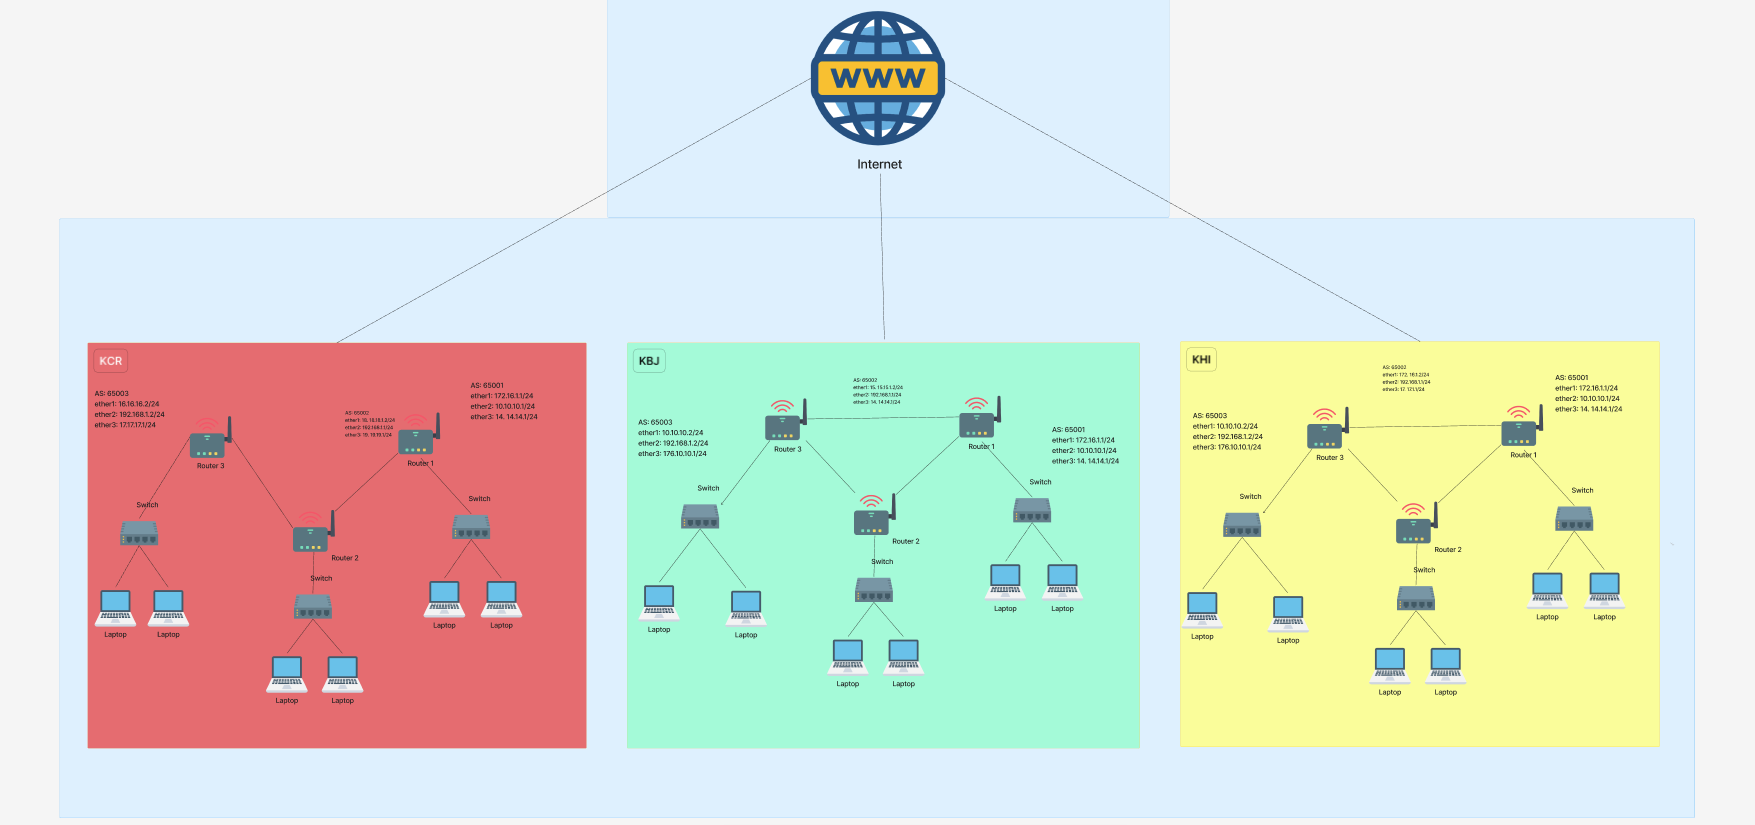 WWW
Internet
KCR
AS: 65003
ether1: 16.16.16.2/24
ether2: 192.168.1.2/24
ether3: 17.17.17.1/24
AS: 65002
ether1: 15.15.15.1.2/24
ether2: 192.168.1.1/24
AS: 65001
ether1: 172.16.1.1/24
ether2: 10.10.10.1/24
ether3: 14. 14.14.1/24
Router 3
Router 1
Switch
Switch
Router 2
Switch
Laptop
Laptop
Laptop
Laptop
Laptop
Laptop
KBJ
AS: 65002
ether1: 15. 15.15.1.2/24
ether2: 192.168.1.1/24
ether3: 14. 14.14.1/24
AS: 65003
ether1: 10.10.10.2/24
ether2: 192.168.1.2/24
ether3: 176.10.10.1/24
AS: 65001
ether1: 172.16.1.1/24
ether2: 10.10.10.1/24
ether3: 14. 14.14.1/24
Router 3
Router 1
Switch
Switch
Router 2
Switch
Laptop
Laptop
Laptop
Laptop
Laptop
Laptop
KHI
AS: 65002
ether1: 172. 16.1.2/24
ether2: 192.168.1.1/24
ether3: 17. 17.1.1/24
AS: 65001
ether1: 172.16.1.1/24
ether2: 10.10.10.1/24
ether3: 14. 14.14.1/24
AS: 65003
ether1: 10.10.10.2/24
ether2: 192.168.1.2/24
ether3: 176.10.10.1/24
Router 3
Router 1
Switch
Switch
Router 2
Switch
Laptop
Laptop
Laptop
Laptop
Laptop
Laptop